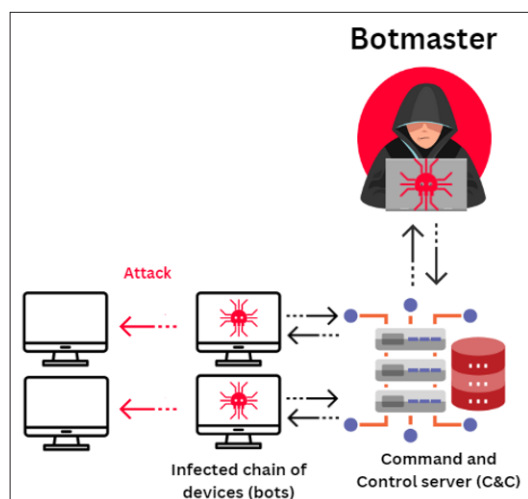 Botmaster
Attack
Infected chain of
devices (bots)
Command and
Control server (C&C)